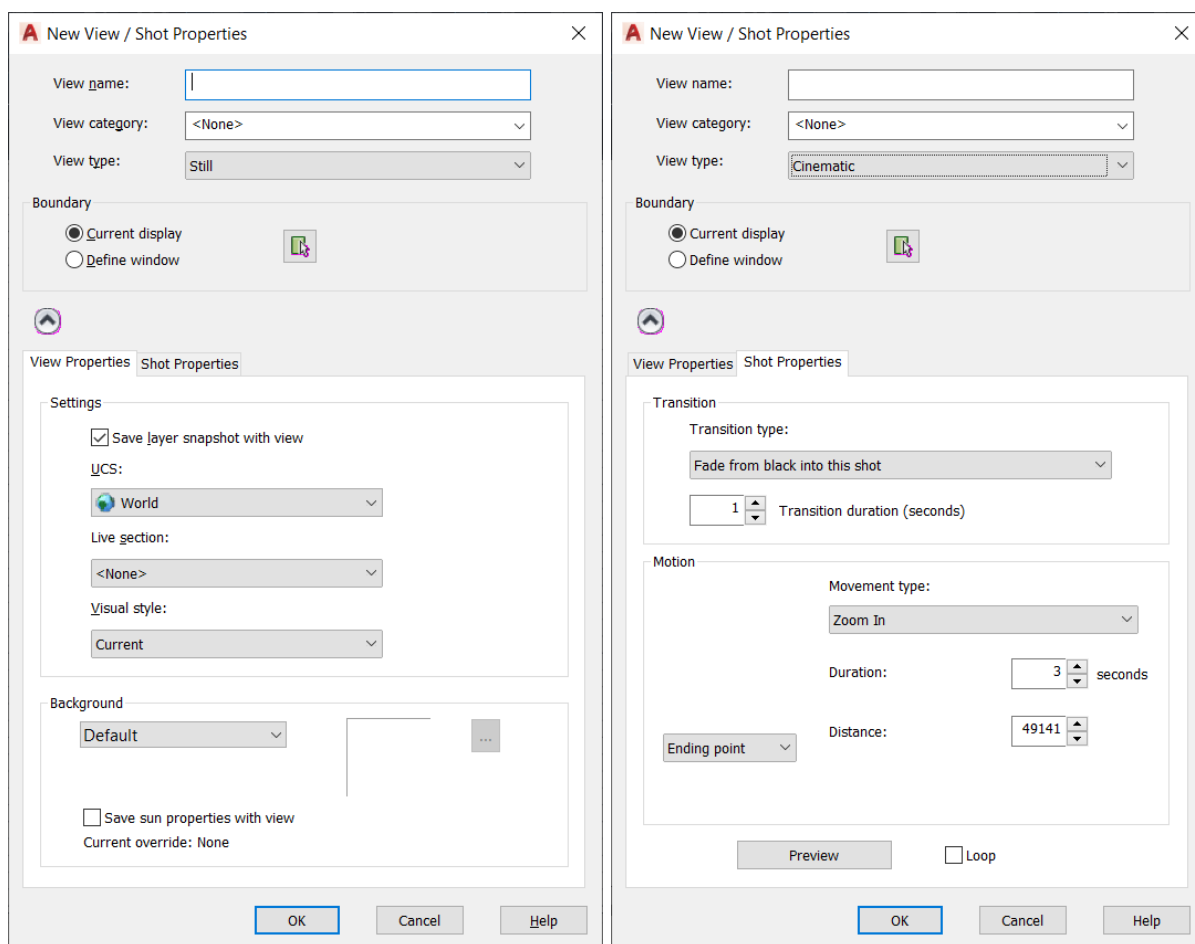 New View / Shot Properties
View name:
View category: <None>
View type: Still
Boundary
Current display
Define window
View Properties Shot Properties
Settings
Save layer snapshot with view
UCS:
World
Live section:
<None>
Visual style:
Current
Background
Default
...
Save sun properties with view
Current override: None
OK Cancel Help
New View / Shot Properties
View name:
View category: <None>
View type: Cinematic
Boundary
Current display
Define window
View Properties Shot Properties
Transition
Transition type:
Fade from black into this shot
1 Transition duration (seconds)
Motion
Movement type:
Zoom In
Duration: 3 seconds
Distance: 49141
Ending point
Preview Loop
OK Cancel Help